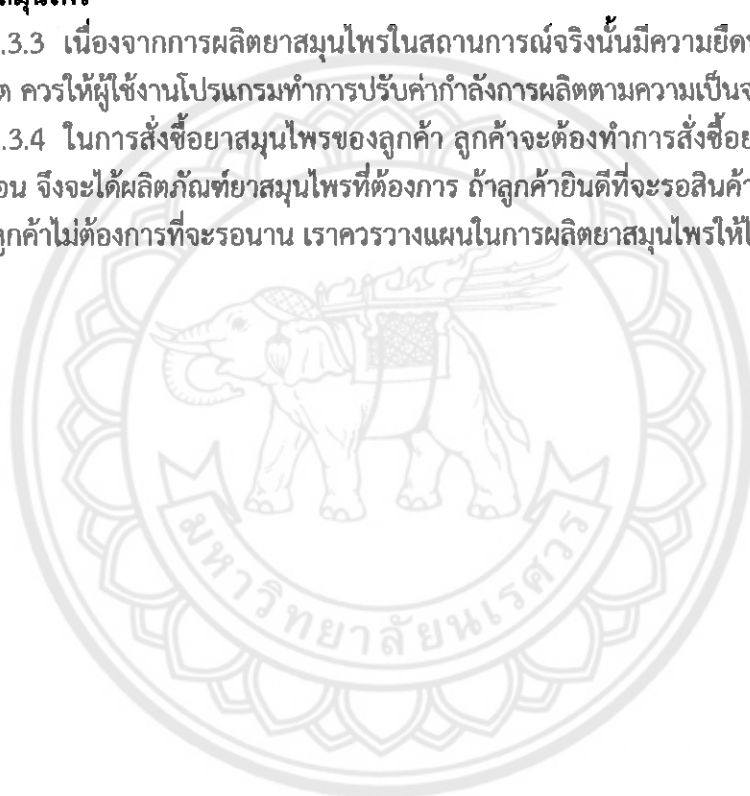 .3.3 เนื่องจากการผลิตยาสมุนไพรในสถานการณ์จริงนั้นมีความยืด
ต ควรให้ผู้ใช้งานโปรแกรมทำการปรับค่ากำลังการผลิตตามความเป็นจ
.3.4 ในการสั่งซื้อยาสมุนไพรของลูกค้า ลูกค้าจะต้องทำการสั่งซื้อย
อน จึงจะได้ผลิตภัณฑ์ยาสมุนไพรที่ต้องการ ถ้าลูกค้ายินดีที่จะรอสินค้า
ลูกค้าไม่ต้องการที่จะรอนาน เราควรวางแผนในการผลิตยาสมุนไพรให้ไ
มหาวิทยาลัยนเรศวร